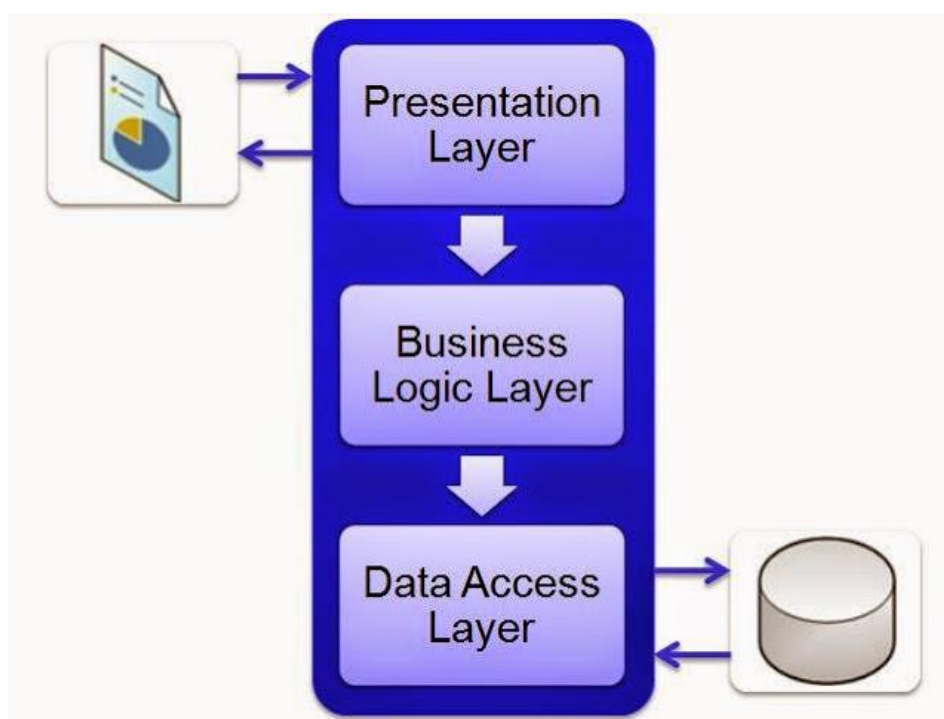 Presentation
Layer
Business
Logic Layer
Data Access
Layer